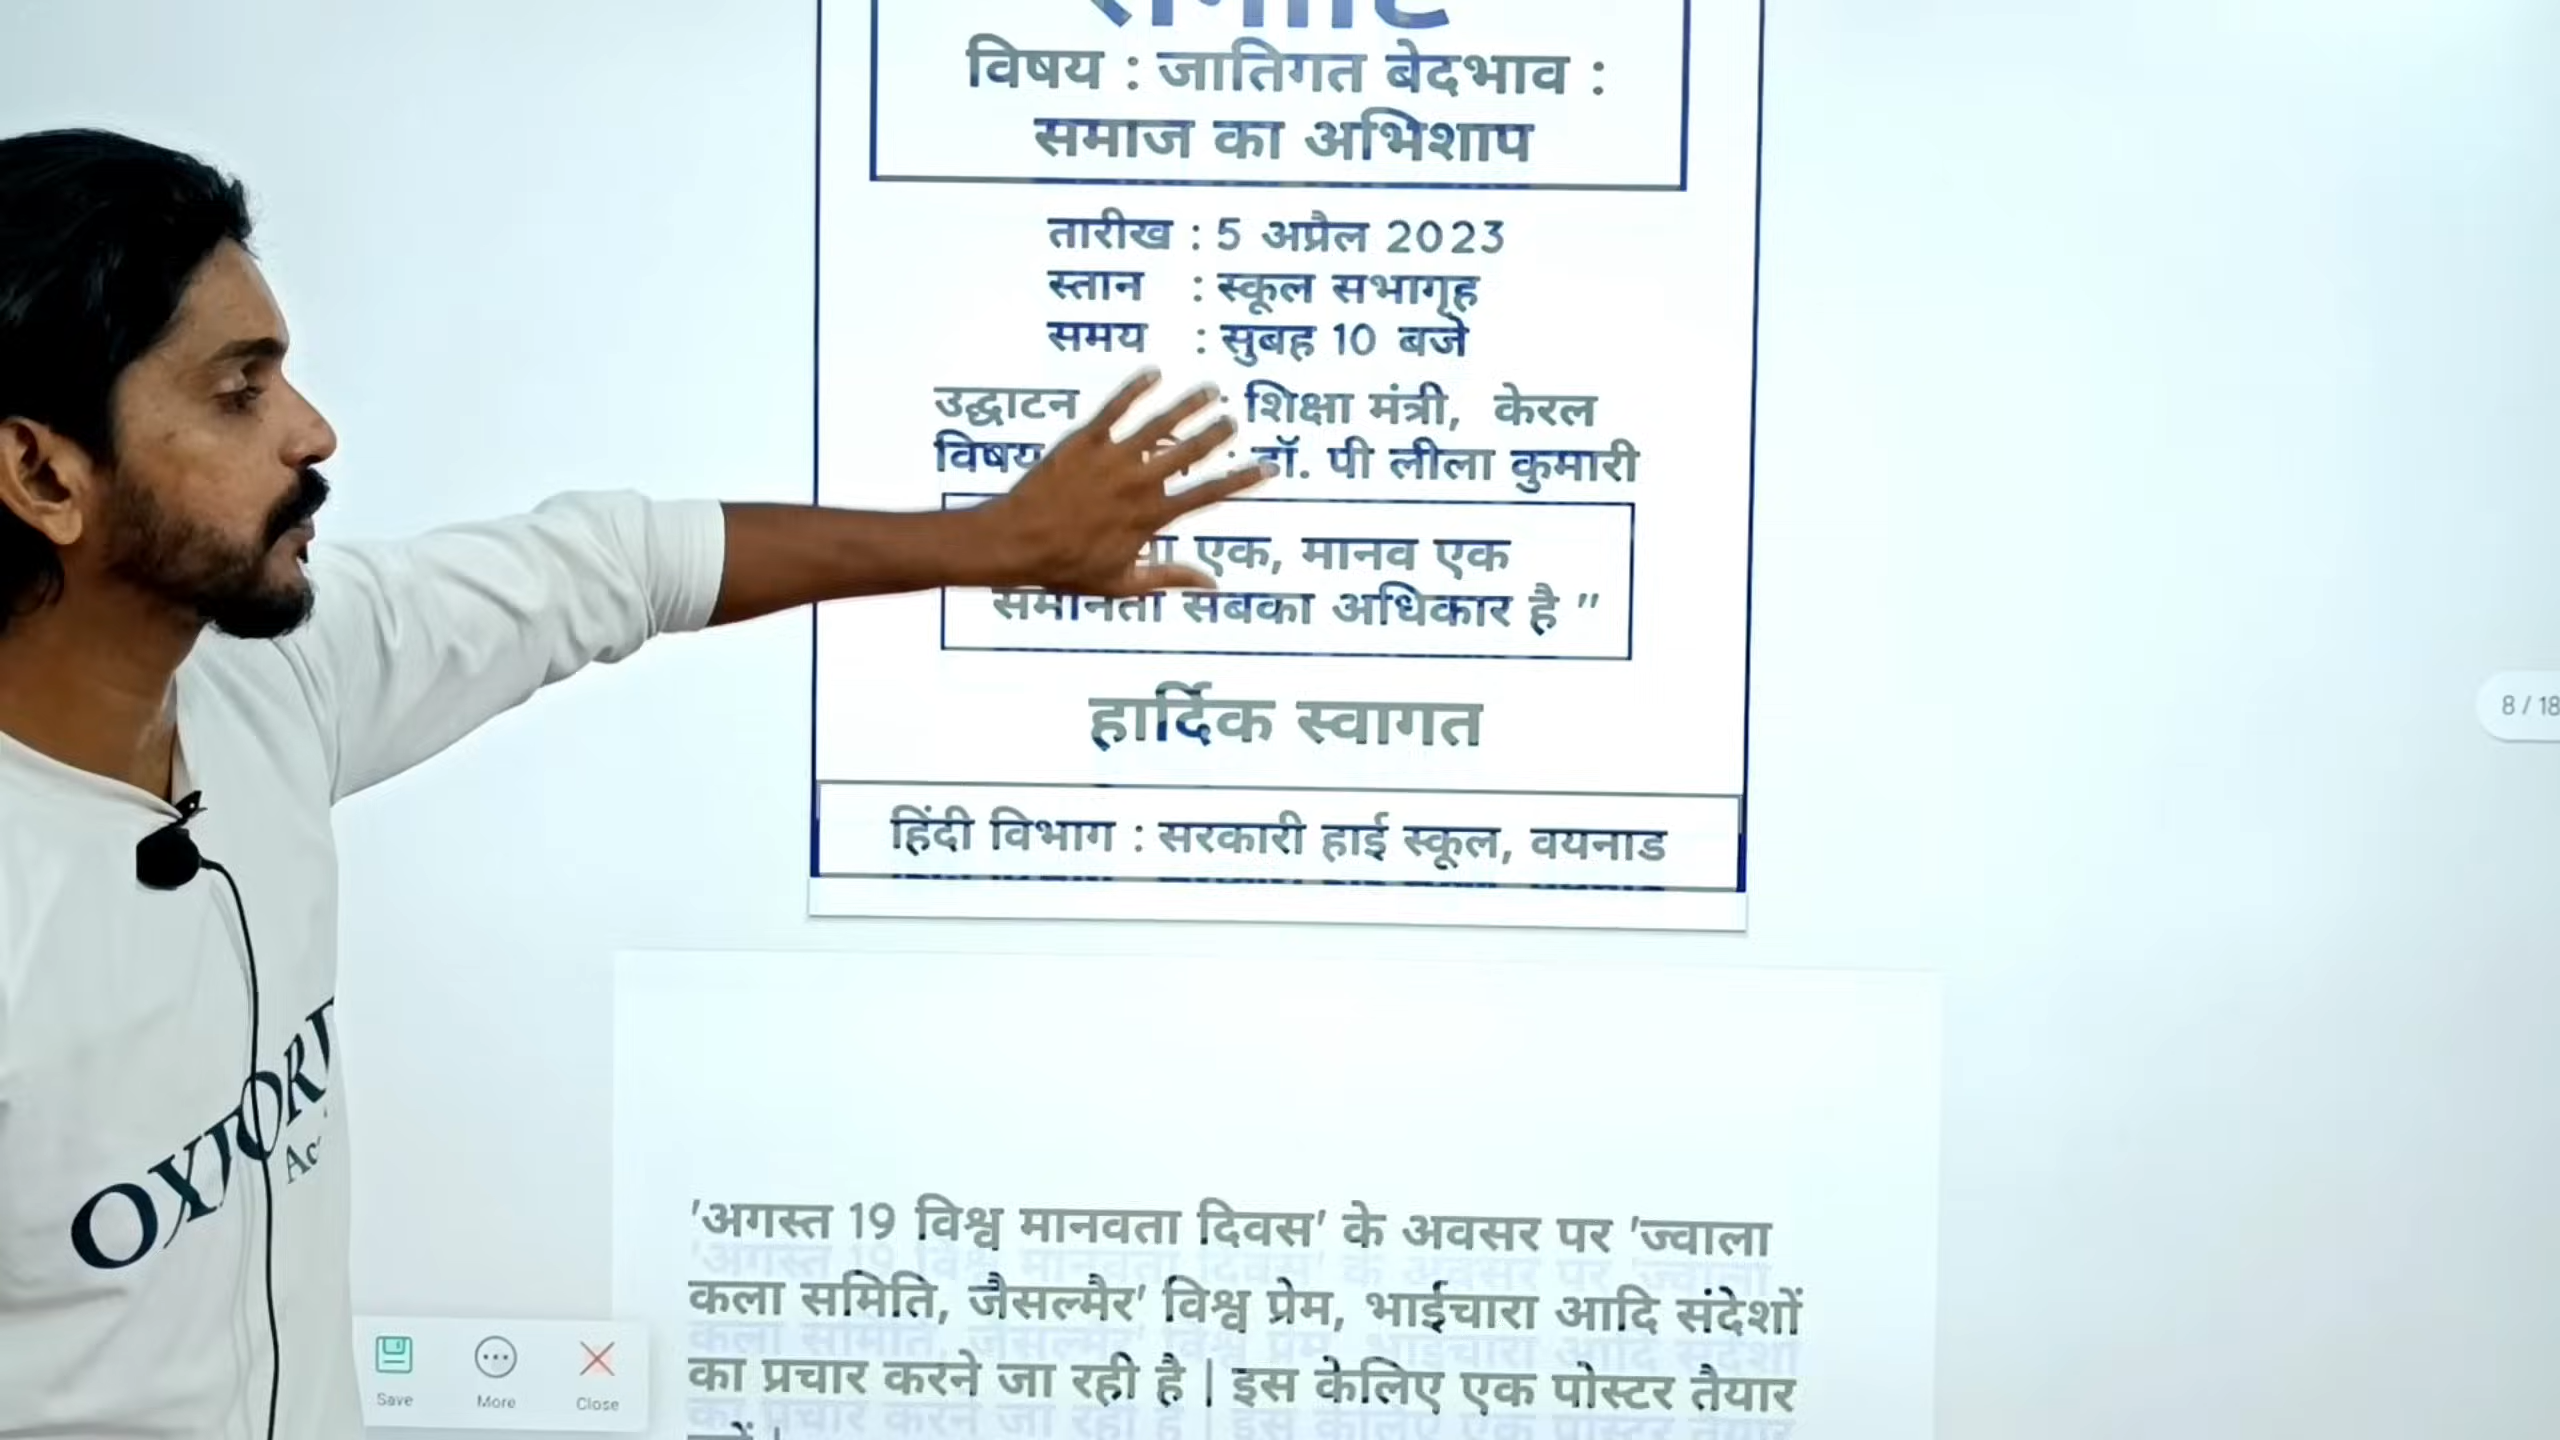 विषय : जातिगत बेदभाव :
समाज का अभिशाप
तारीख : 5 अप्रैल 2023
स्तान : स्कूल सभागृह
समय : सुबह 10 बजे
उद्घाटन : शिक्षा मंत्री, केरल
विषय : डॉ. पी लीला कुमारी
एक, मानव एक
समानता सबका अधिकार है "
हार्दिक स्वागत
हिंदी विभाग : सरकारी हाई स्कूल, वयनाड
8 / 18
'अगस्त 19 विश्व मानवता दिवस' के अवसर पर 'ज्वाला
कला समिति, जैसल्मैर' विश्व प्रेम, भाईचारा आदि संदेशों
का प्रचार करने जा रही है | इस केलिए एक पोस्टर तैयार
OXFORD
Save More Close